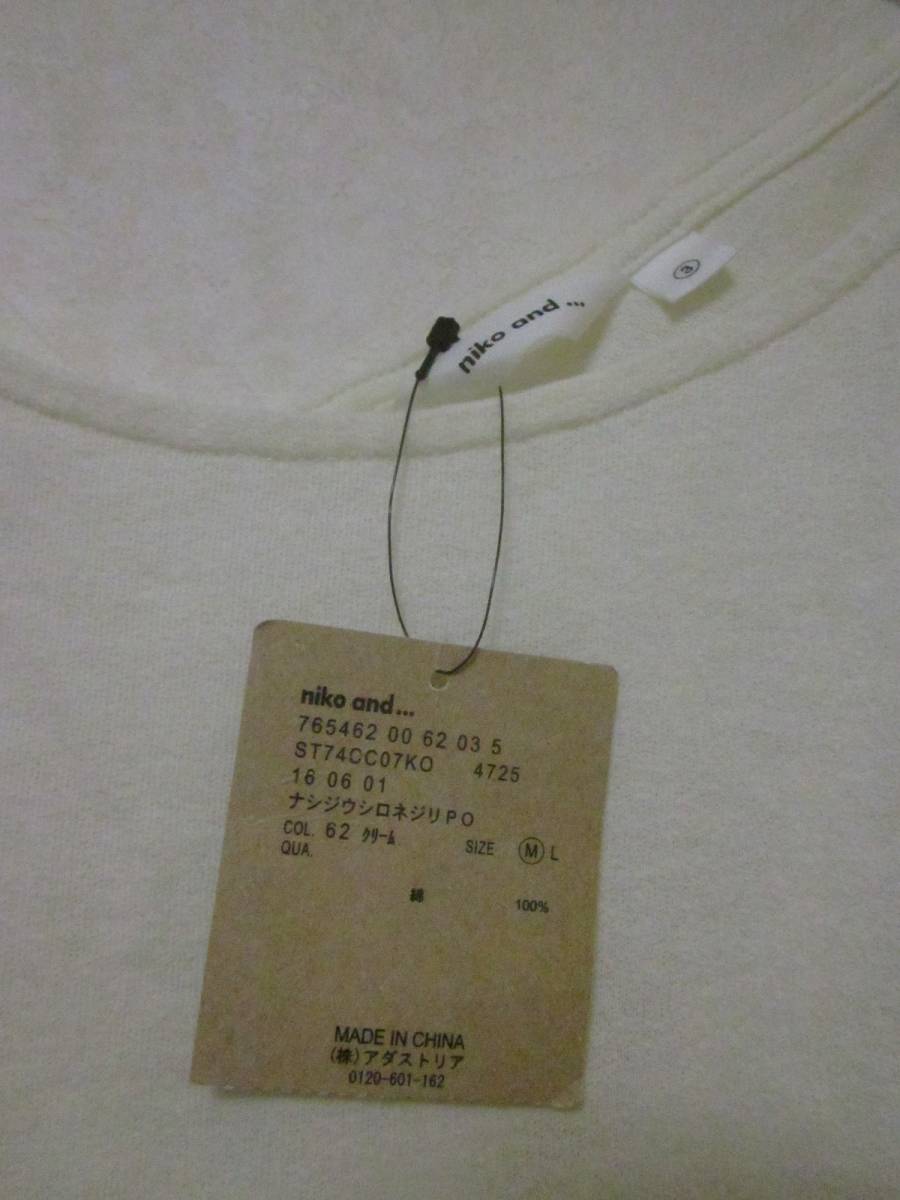 ③
niko and ...
niko and ...
765462 00 62 03 5
ST74CC07KO 4725
16 06 01
ナシジウシロネジリPO
COL. 62 クリーム SIZE Ⓜ L
QUA.
綿 100%
MADE IN CHINA
(株)アダストリア
0120-601-162